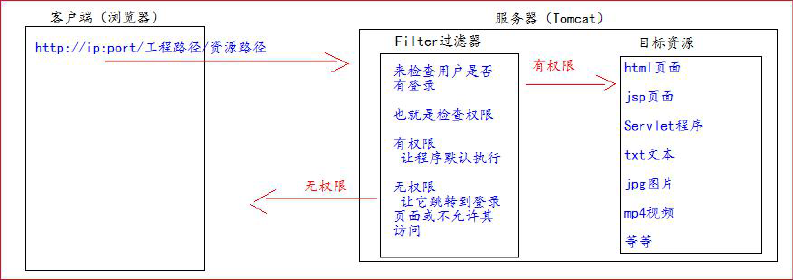 客户端（浏览器）
http://ip:port/工程路径/资源路径
服务器（Tomcat）
Filter过滤器
来检查用户是否
有登录
也就是检查权限
有权限
让程序默认执行
无权限
让它跳转到登录
页面或不允许其
访问
有权限
无权限
目标资源
html页面
jsp页面
Servlet程序
txt文本
jpg图片
mp4视频
等等